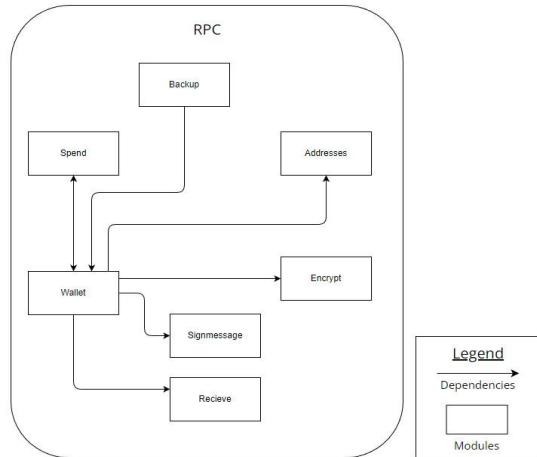 RPC
Backup
Spend
Addresses
Wallet
Encrypt
Signmessage
Recieve
Legend
Dependencies
Modules